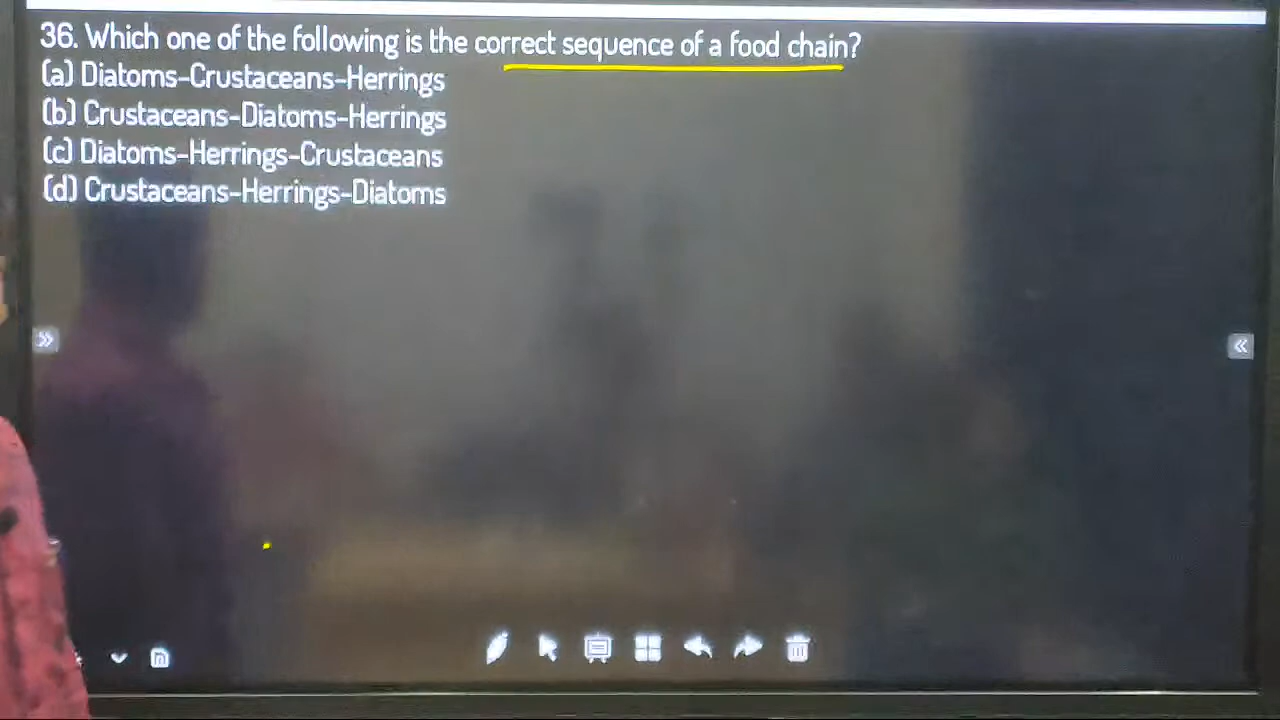 36. Which one of the following is the correct sequence of a food chain?
(a) Diatoms-Crustaceans-Herrings
(b) Crustaceans-Diatoms-Herrings
(c) Diatoms-Herrings-Crustaceans
(d) Crustaceans-Herrings-Diatoms